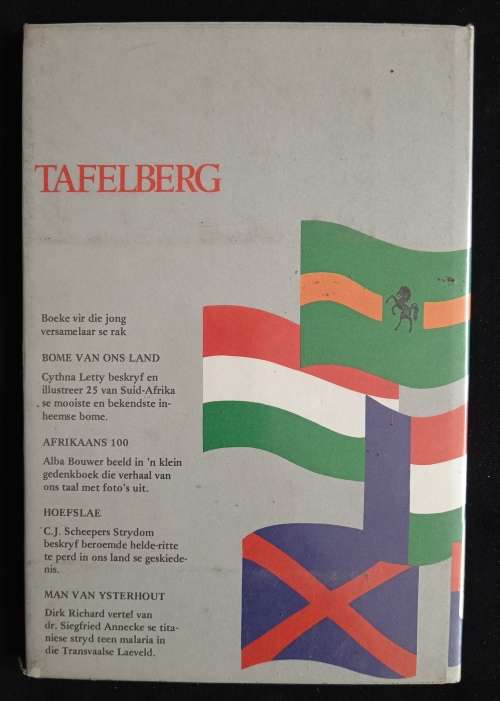 TAFELBERG
Boeke vir die jong
versamelaar se rak
BOME VAN ONS LAND
Cythna Letty beskryf en
illustreer 25 van Suid-Afrika
se mooiste en bekendste in-
heemse bome.
AFRIKAANS 100
Alba Bouwer beeld in 'n klein
gedenkboek die verhaal van
ons taal met foto's uit.
HOEFSLAE
C.J. Scheepers Strydom
beskryf beroemde helde-ritte
te perd in ons land se geskiede-
nis.
MAN VAN YSTERHOUT
Dirk Richard vertel van
dr. Siegfried Annecke se tita-
niese stryd teen malaria in
die Transvaalse Laeveld.